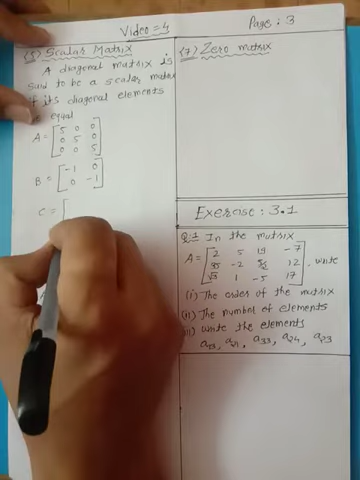 Video = 4
Page : 3
(5) Scalar Matrix
A diagonal matrix is
said to be a scalar matrix
if its diagonal elements
equal
A = [5 0 0
0 5 0
0 0 5]
B = [-1 0
0 -1]
C = [
(7) Zero matrix
Exercise : 3.1
Q:1 In the matrix
A = [2 5 19 -7
35 -2 5/2 12
√3 1 -5 17] , write
(i) The order of the matrix
(ii) The number of elements
(iii) Write the elements
a13, a21, a33, a24, a23